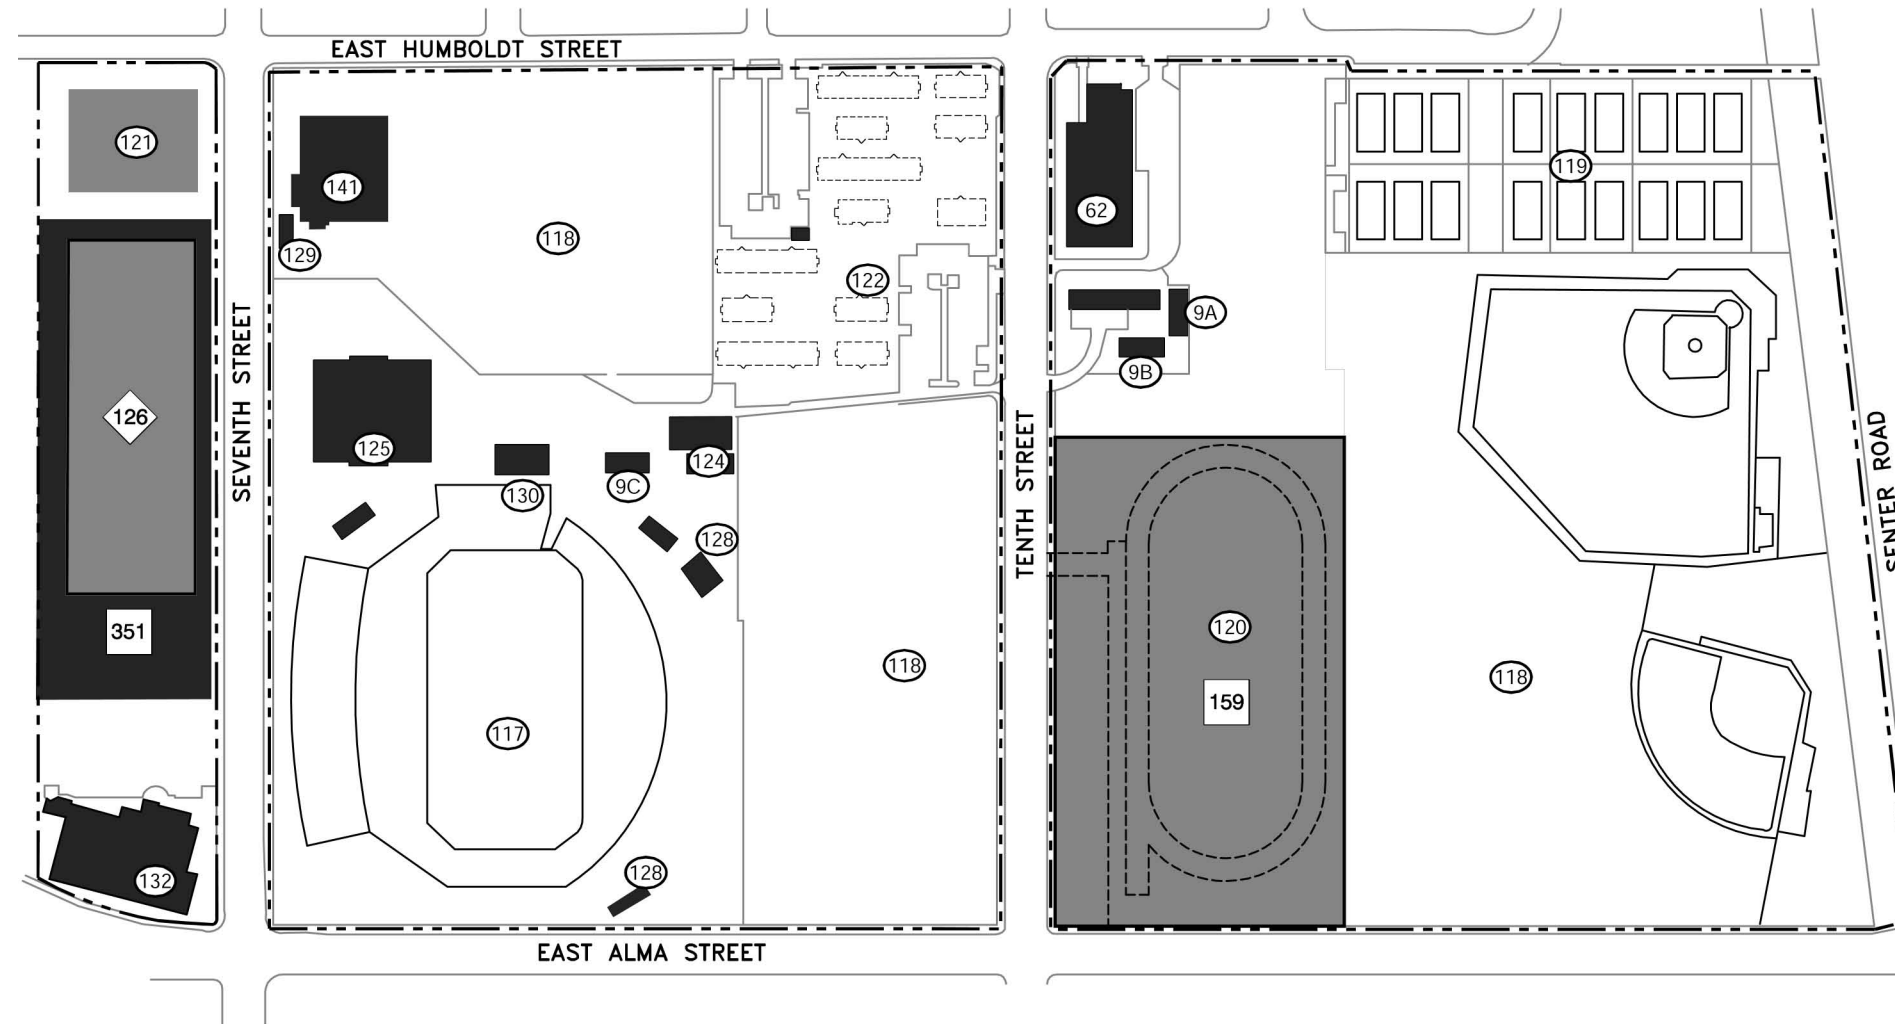 EAST HUMBOLDT STREET
121
141
129
118
122
62
119
9A
9B
SEVENTH STREET
126
125
130
9C
124
128
351
117
118
TENTH STREET
120
159
118
SENTER ROAD
132
128
EAST ALMA STREET